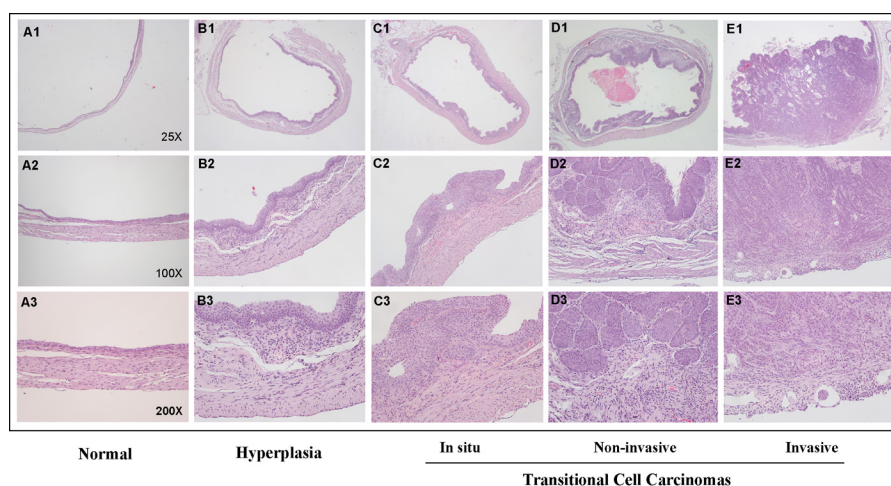 A1 B1 C1 D1 E1
25X
A2 B2 C2 D2 E2
100X
A3 B3 C3 D3 E3
200X
Normal Hyperplasia In situ Non-invasive Invasive
Transitional Cell Carcinomas